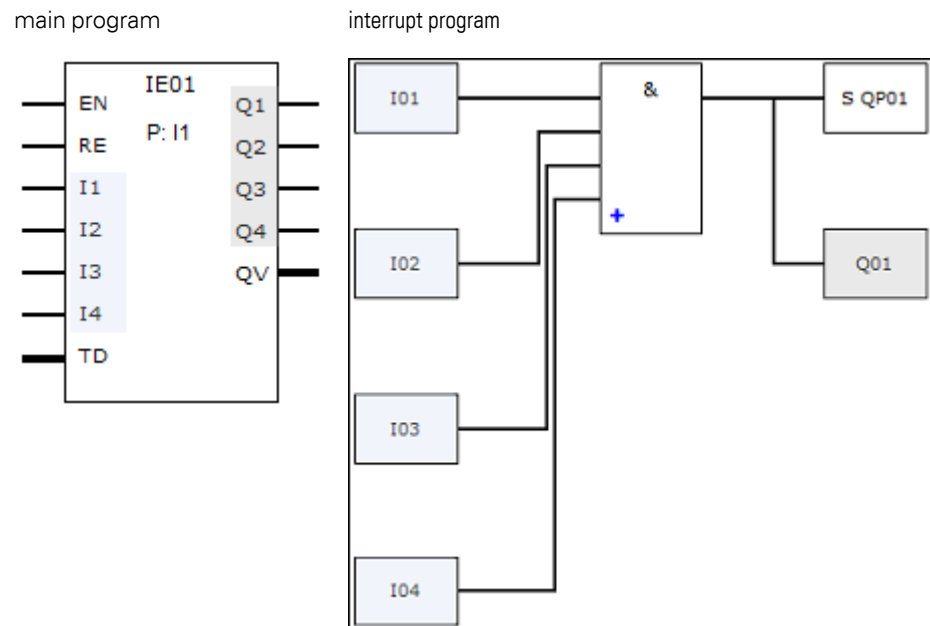 main program
interrupt program
IE01
P: I1
EN
RE
I1
I2
I3
I4
TD
Q1
Q2
Q3
Q4
QV
I01
&
S QP01
+
I02
Q01
I03
I04